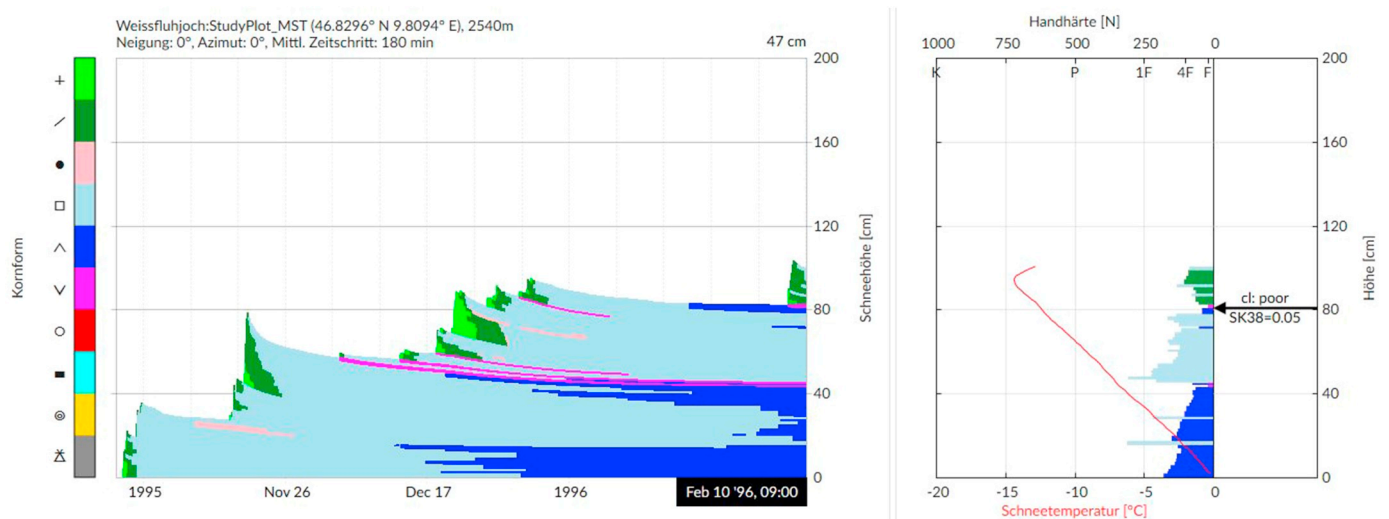 Weissfluhjoch:StudyPlot_MST (46.8296° N 9.8094° E), 2540m
Neigung: 0°, Azimut: 0°, Mittl. Zeitschritt: 180 min
47 cm
Kornform
200
160
120
80
40
0
Schneehöhe [cm]
1995
Nov 26
Dec 17
1996
Feb 10 '96, 09:00
Handhärte [N]
1000
750
500
250
0
K
P
1F
4F
F
cl: poor
SK38=0.05
200
160
120
80
40
0
Höhe [cm]
-20
-15
-10
-5
0
Schneetemperatur [°C]